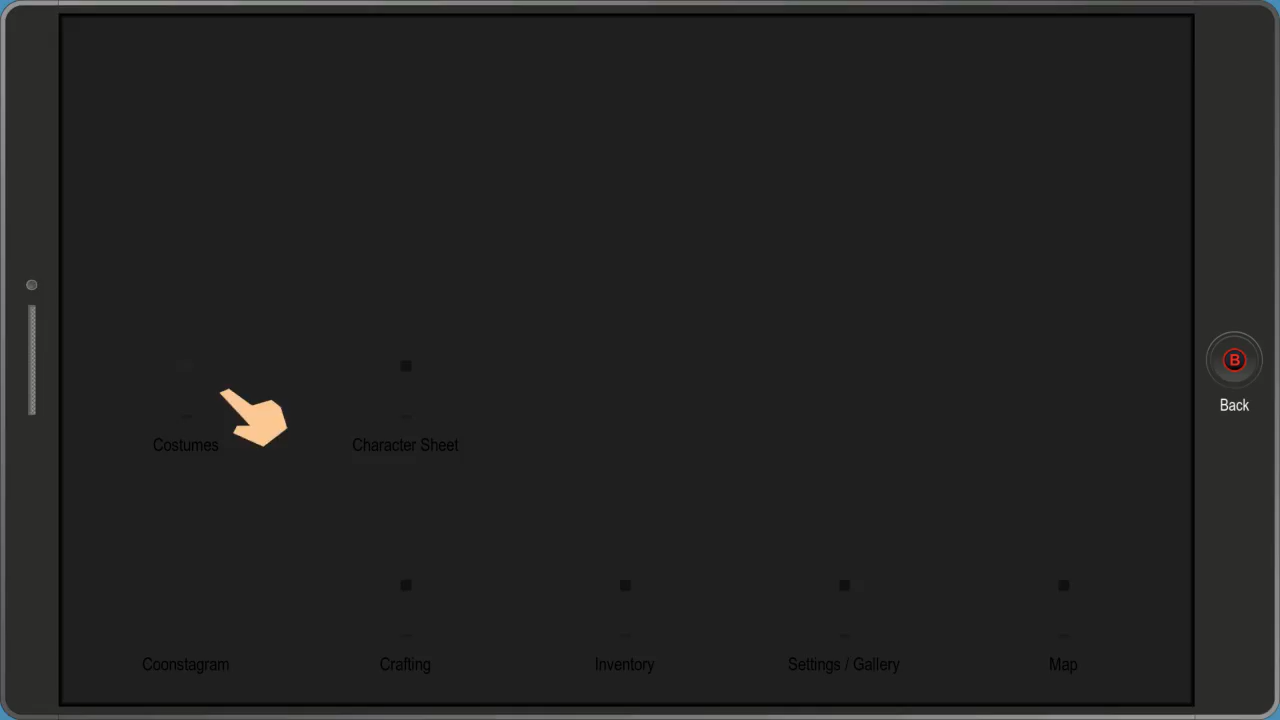 B
Back
Costumes
Character Sheet
Coonstagram
Crafting
Inventory
Settings / Gallery
Map